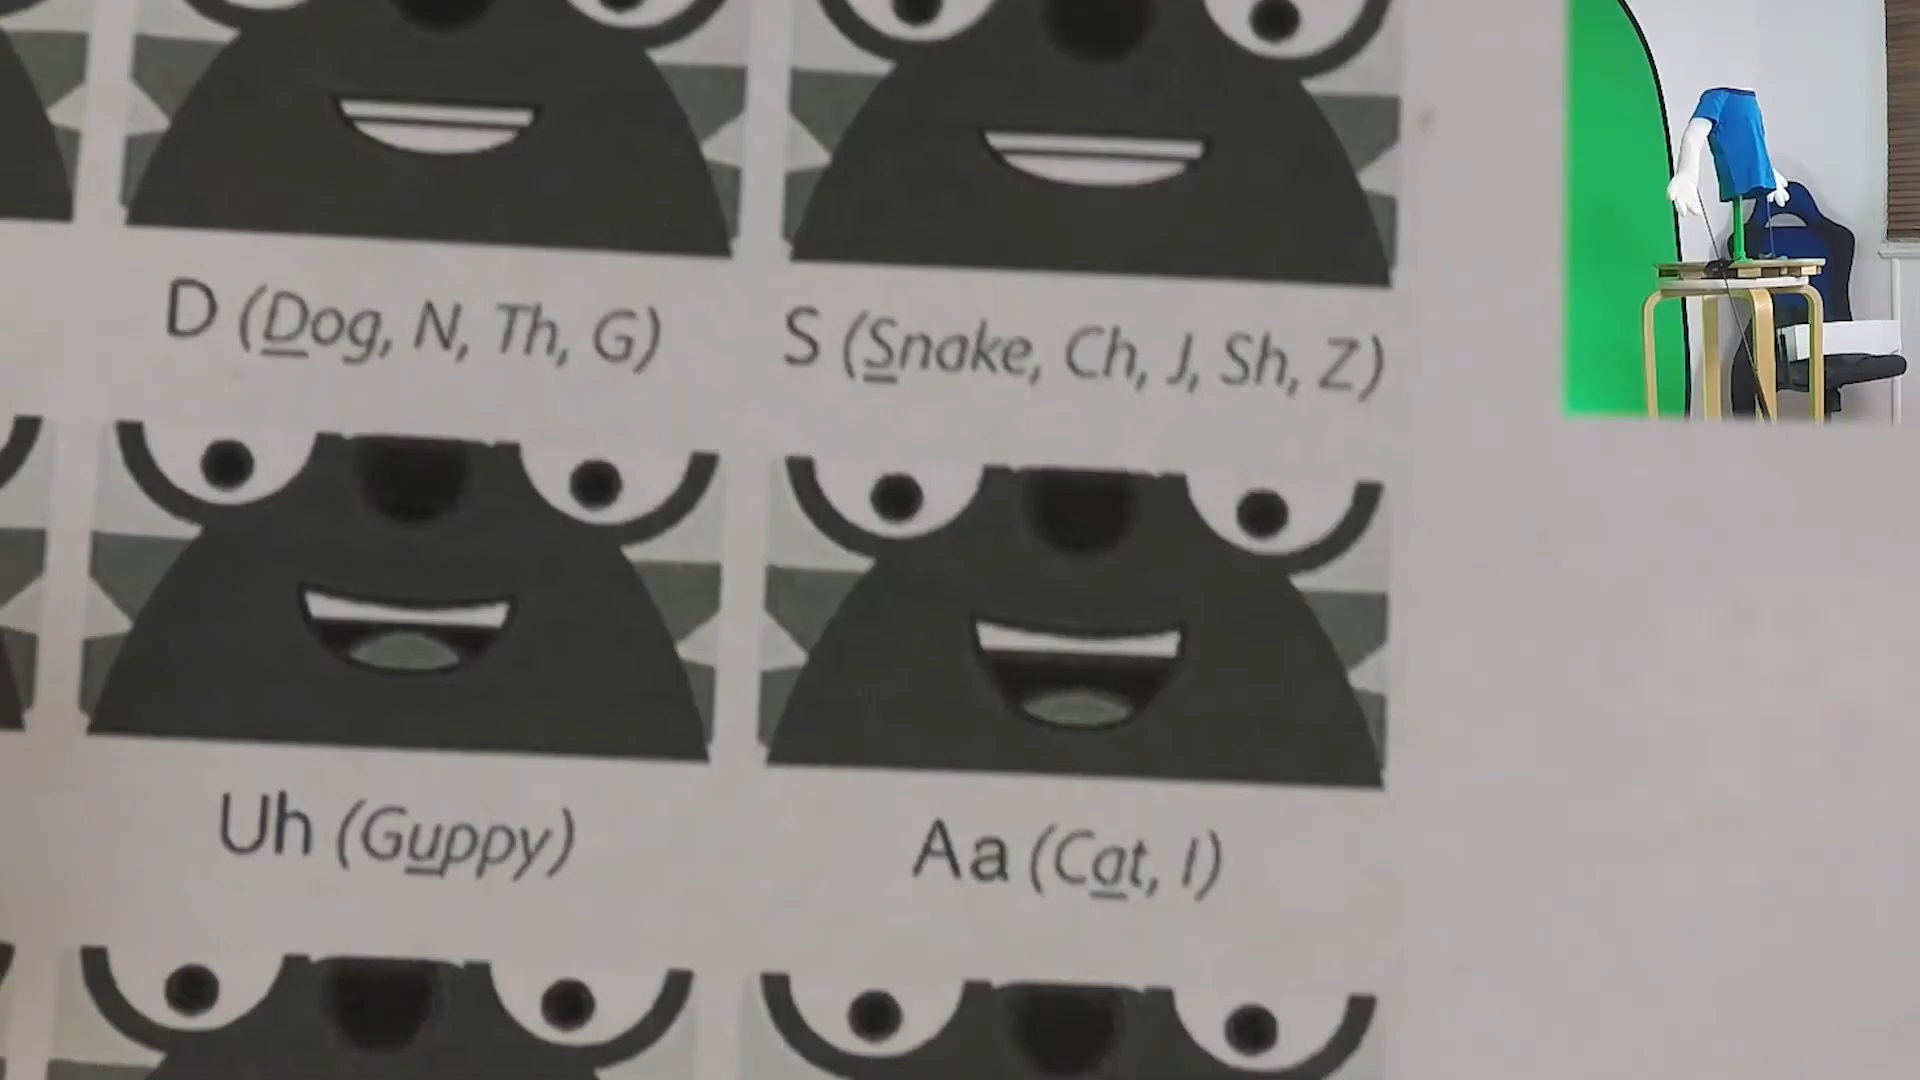 D (Dog, N, Th, G)
S (Snake, Ch, J, Sh, Z)
Uh (Guppy)
Aa (Cat, I)